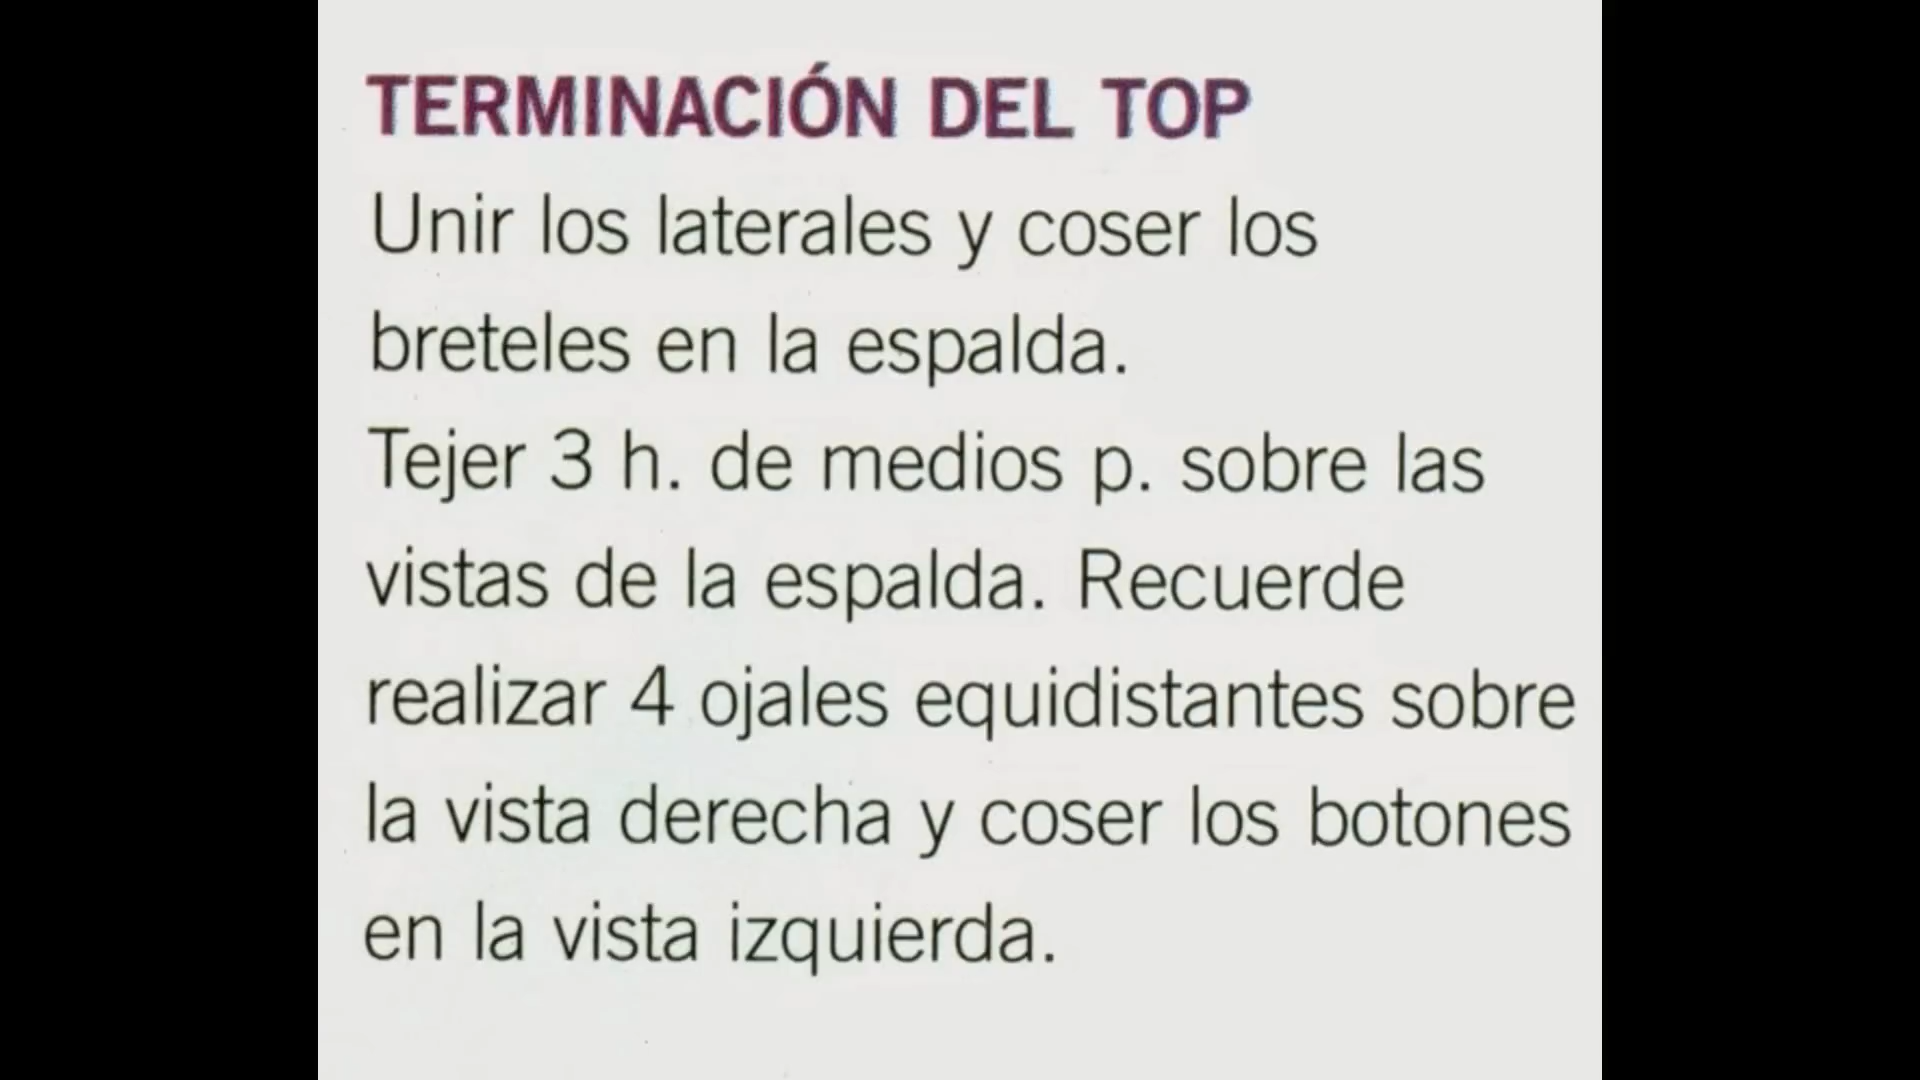 TERMINACIÓN DEL TOP
Unir los laterales y coser los
breteles en la espalda.
Tejer 3 h. de medios p. sobre las
vistas de la espalda. Recuerde
realizar 4 ojales equidistantes sobre
la vista derecha y coser los botones
en la vista izquierda.